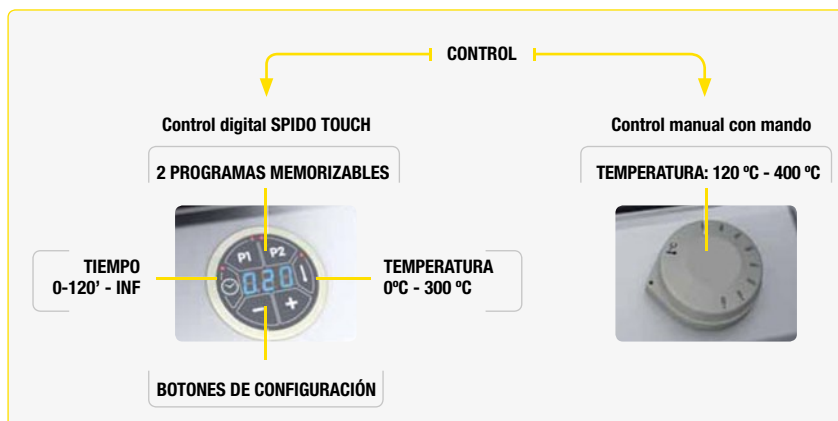 CONTROL
Control digital SPIDO TOUCH
Control manual con mando
2 PROGRAMAS MEMORIZABLES
TEMPERATURA: 120 ºC - 400 ºC
P1 P2
ºC
TIEMPO
0-120’ - INF
0.20
TEMPERATURA
0ºC - 300 ºC
- +
BOTONES DE CONFIGURACIÓN